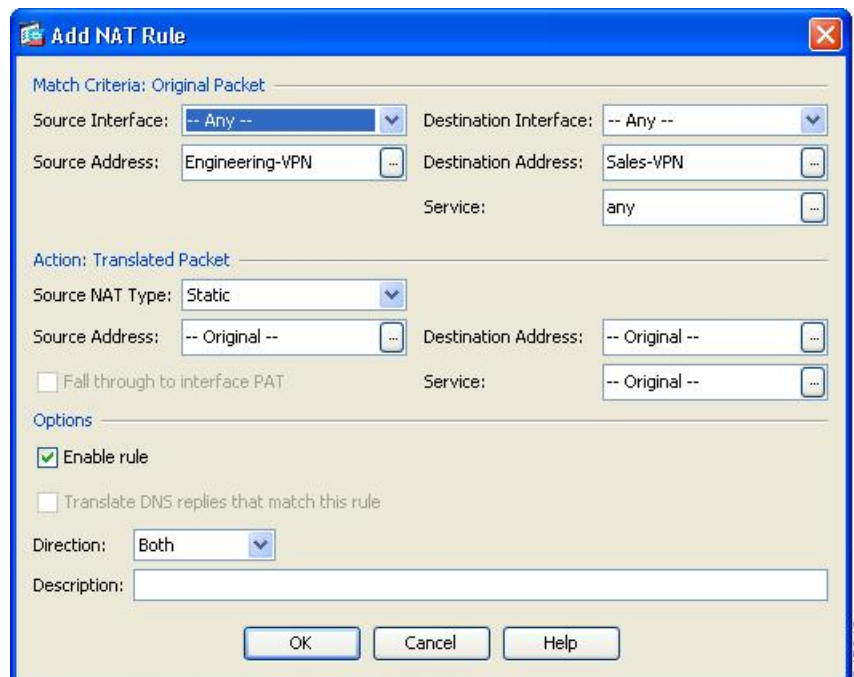 Add NAT Rule
Match Criteria: Original Packet
Source Interface: -- Any -- Destination Interface: -- Any --
Source Address: Engineering-VPN ... Destination Address: Sales-VPN ...
Service: any ...
Action: Translated Packet
Source NAT Type: Static
Source Address: -- Original -- ... Destination Address: -- Original -- ...
Fall through to interface PAT Service: -- Original -- ...
Options
Enable rule
Translate DNS replies that match this rule
Direction: Both
Description:
OK Cancel Help